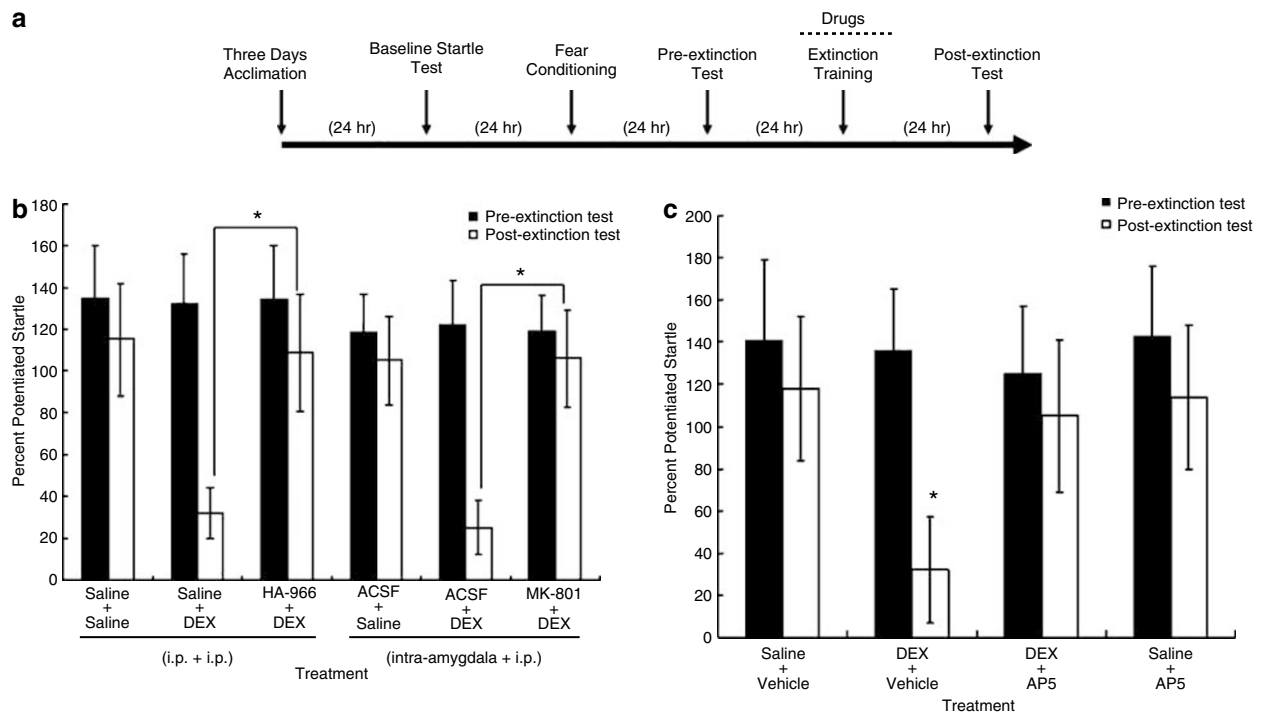 a
Drugs
Three Days
Acclimation
Baseline Startle
Test
Fear
Conditioning
Pre-extinction
Test
Extinction
Training
Post-extinction
Test
(24 hr) (24 hr) (24 hr) (24 hr) (24 hr)
b
Percent Potentiated Startle
180
160
140
120
100
80
60
40
20
0
Pre-extinction test
Post-extinction test
*
*
Saline
+
Saline
Saline
+
DEX
HA-966
+
DEX
ACSF
+
Saline
ACSF
+
DEX
MK-801
+
DEX
(i.p. + i.p.)
(intra-amygdala + i.p.)
Treatment
c
Percent Potentiated Startle
200
180
160
140
120
100
80
60
40
20
0
Pre-extinction test
Post-extinction test
*
Saline
+
Vehicle
DEX
+
Vehicle
DEX
+
AP5
Saline
+
AP5
Treatment